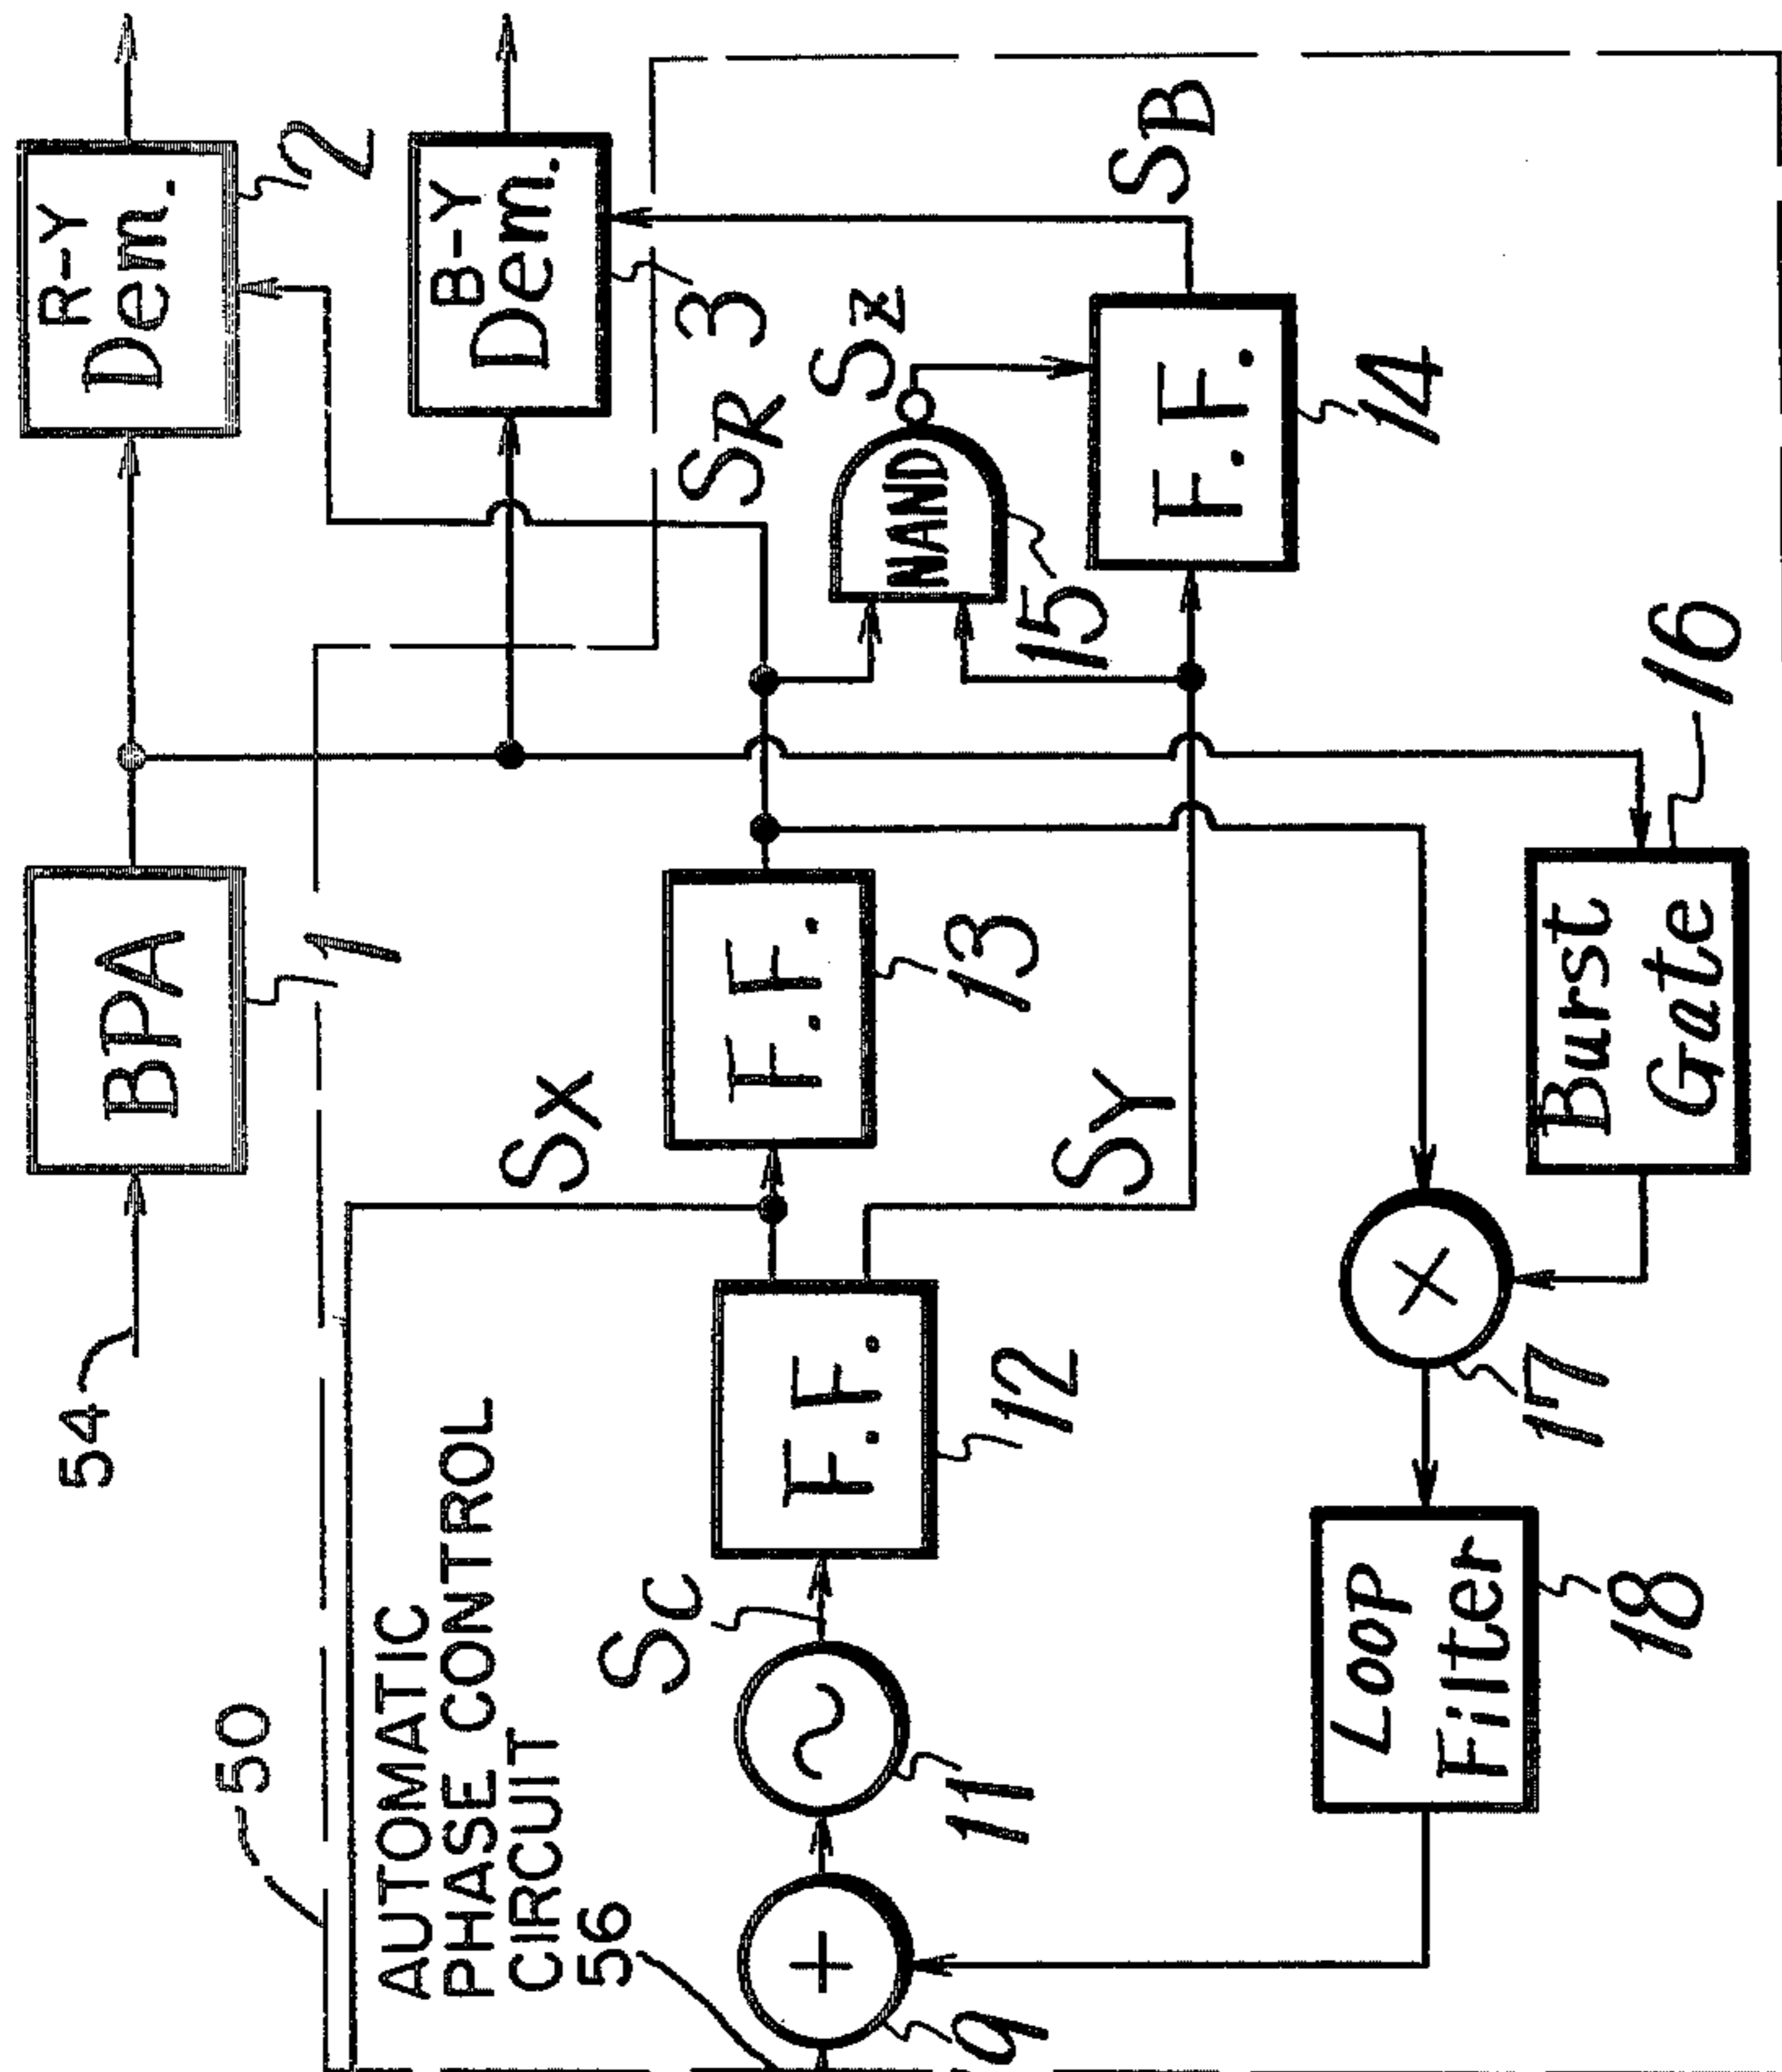 54
BPA
1
R-Y
Dem.
2
B-Y
Dem.
3
50
AUTOMATIC
PHASE CONTROL
CIRCUIT
56
9
11
SC
F.F.
12
SX
SY
F.F.
13
SR
NAND
15
SZ
F.F.
14
SB
Burst
Gate
16
17
Loop
Filter
18